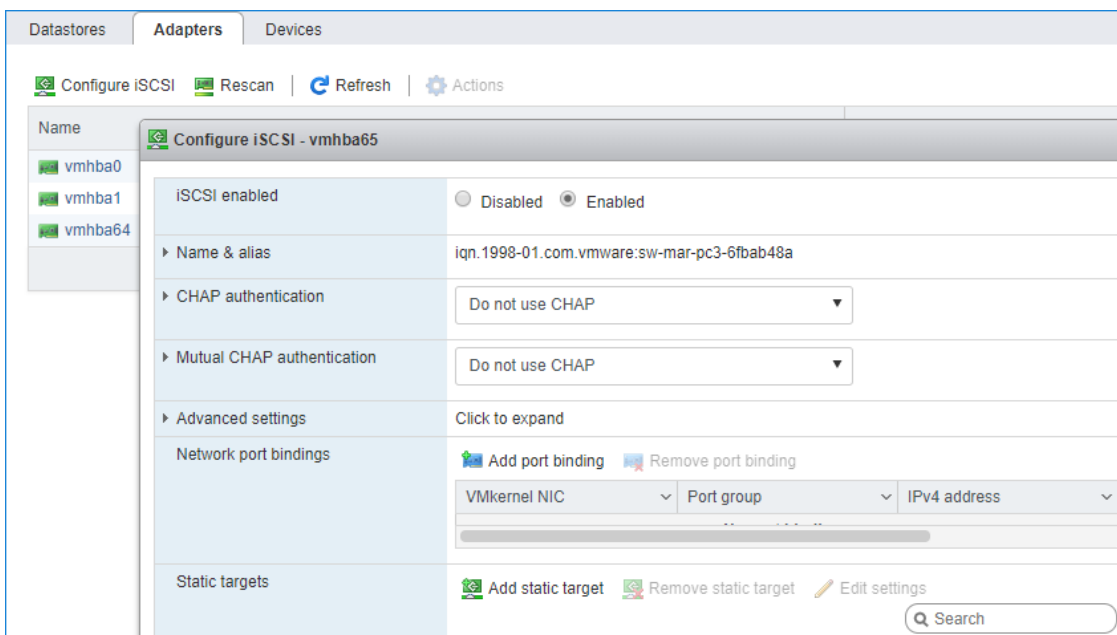 Datastores Adapters Devices
Configure iSCSI Rescan Refresh Actions
Name
Configure iSCSI - vmhba65
vmhba0
vmhba1
vmhba64
iSCSI enabled Disabled Enabled
Name & alias iqn.1998-01.com.vmware:sw-mar-pc3-6fbab48a
CHAP authentication Do not use CHAP
Mutual CHAP authentication Do not use CHAP
Advanced settings Click to expand
Network port bindings Add port binding Remove port binding
VMkernel NIC Port group IPv4 address
Static targets Add static target Remove static target Edit settings
Search